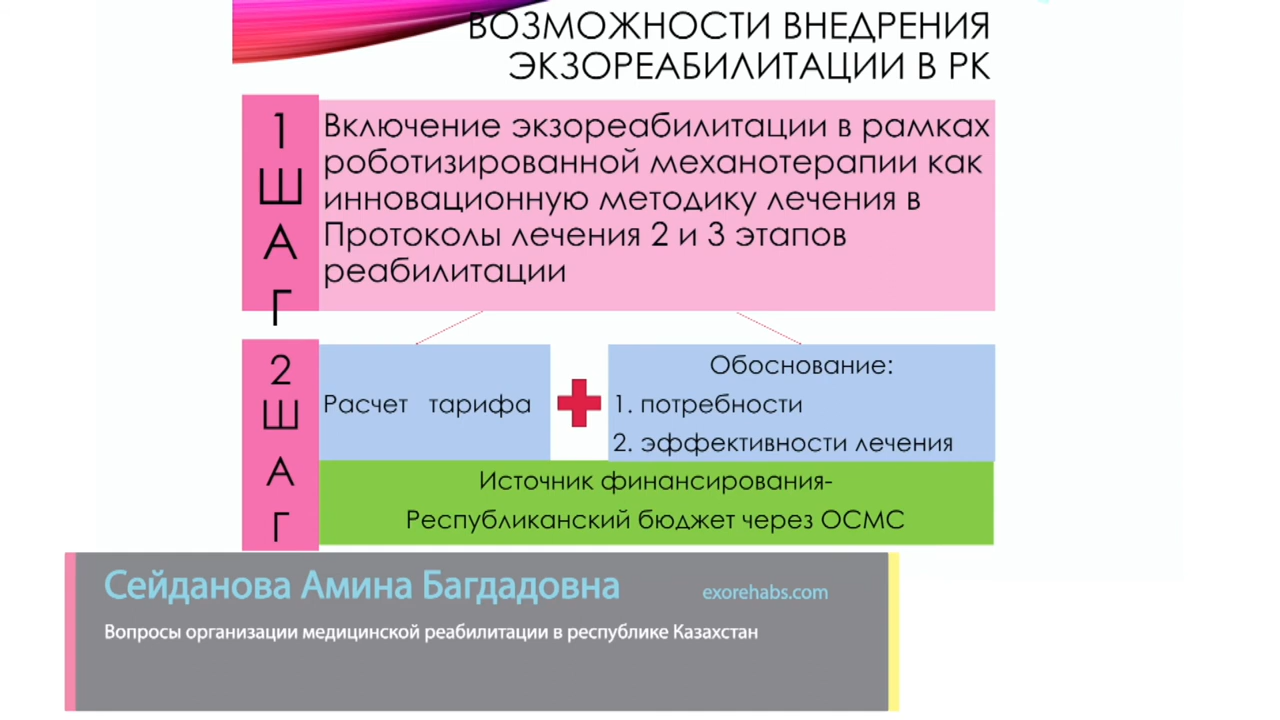 ВОЗМОЖНОСТИ ВНЕДРЕНИЯ
ЭКЗОРЕАБИЛИТАЦИИ В РК
1
Ш
А
Г
Включение экзореабилитации в рамках
роботизированной механотерапии как
инновационную методику лечения в
Протоколы лечения 2 и 3 этапов
реабилитации
2
Ш
А
Г
Расчет тарифа
Обоснование:
1. потребности
2. эффективности лечения
Источник финансирования-
Республиканский бюджет через ОСМС
Сейданова Амина Багдадовна
exorehabs.com
Вопросы организации медицинской реабилитации в республике Казахстан